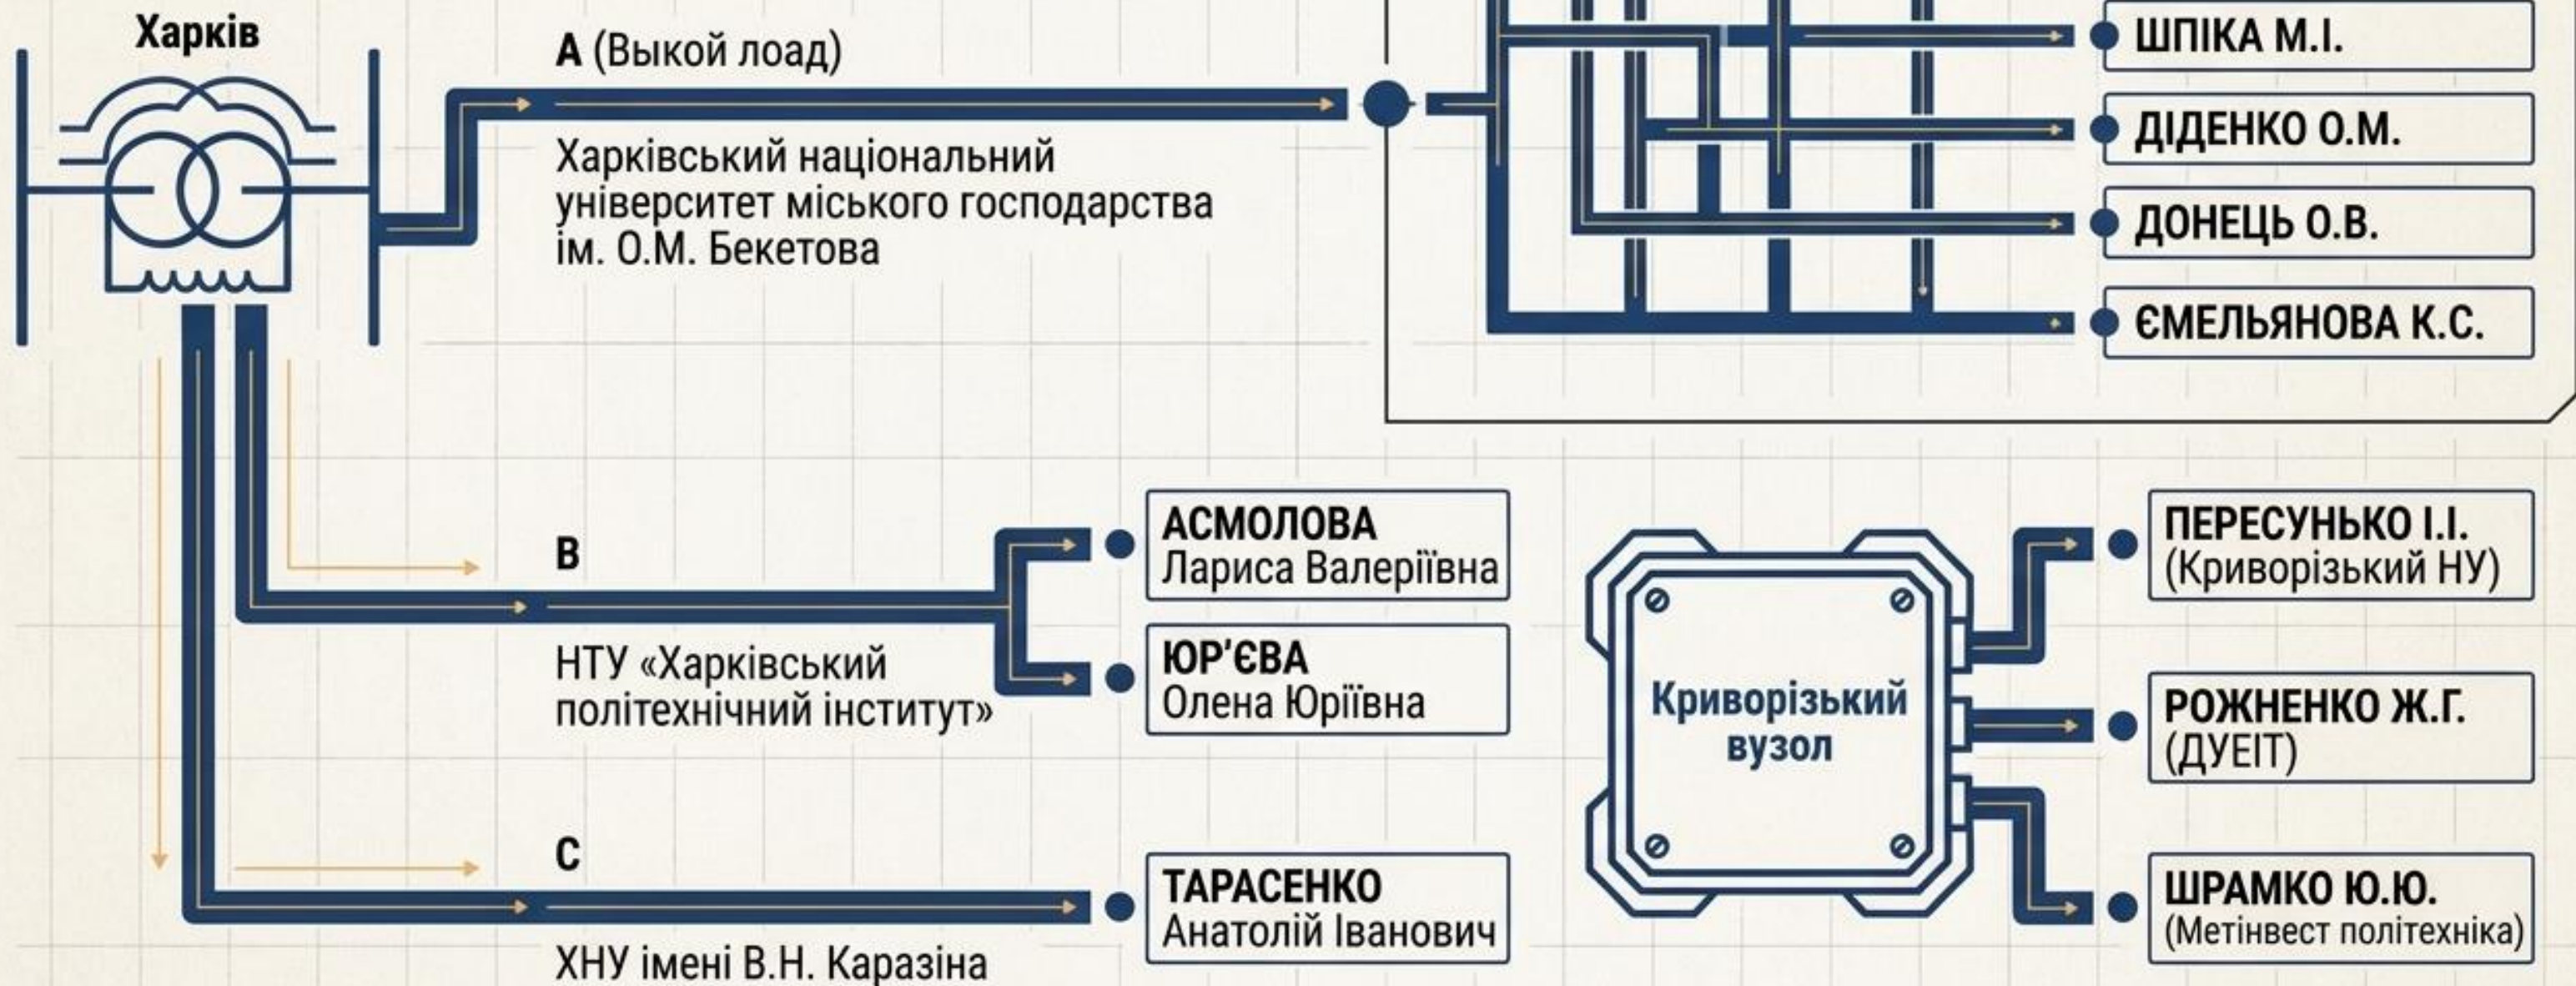 Харків
А (Выкой лоад)
Харківський національний
університет міського господарства
ім. О.М. Бекетова
ШПІКА М.І.
ДІДЕНКО О.М.
ДОНЕЦЬ О.В.
ЄМЕЛЬЯНОВА К.С.
В
НТУ «Харківський
політехнічний інститут»
АСМОЛОВА
Лариса Валеріївна
ЮР'ЄВА
Олена Юріївна
С
ХНУ імені В.Н. Каразіна
ТАРАСЕНКО
Анатолій Іванович
Криворізький
вузол
ПЕРЕСУНЬКО І.І.
(Криворізький НУ)
РОЖНЕНКО Ж.Г.
(ДУЕІТ)
ШРАМКО Ю.Ю.
(Метінвест політехніка)